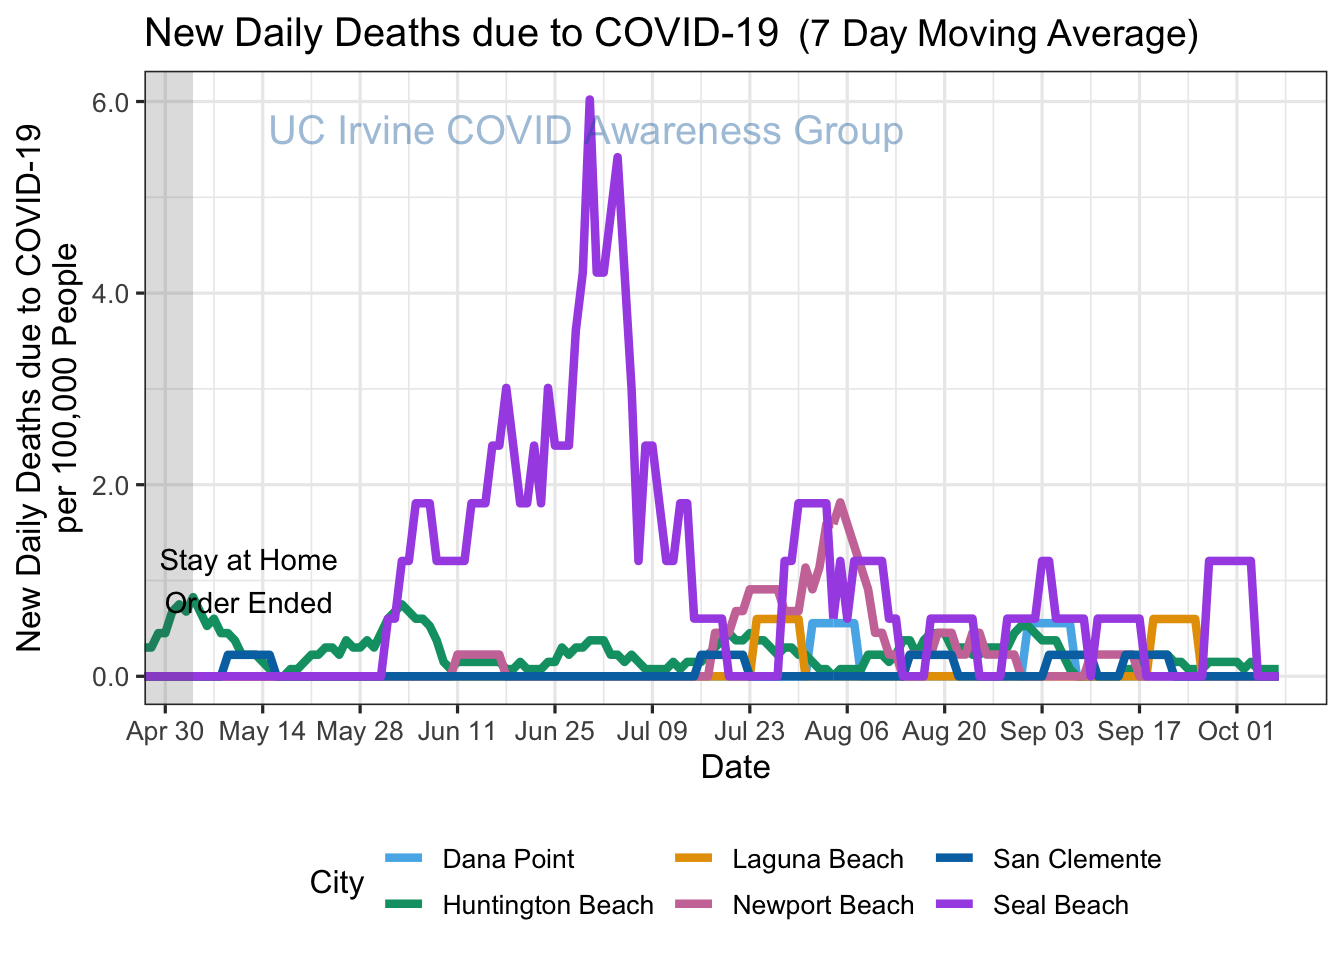 New Daily Deaths due to COVID-19 (7 Day Moving Average)
UC Irvine COVID Awareness Group
New Daily Deaths due to COVID-19
per 100,000 People
6.0
4.0
2.0
0.0
Stay at Home
Order Ended
Apr 30 May 14 May 28 Jun 11 Jun 25 Jul 09 Jul 23 Aug 06 Aug 20 Sep 03 Sep 17 Oct 01
Date
City
Dana Point Laguna Beach San Clemente
Huntington Beach Newport Beach Seal Beach